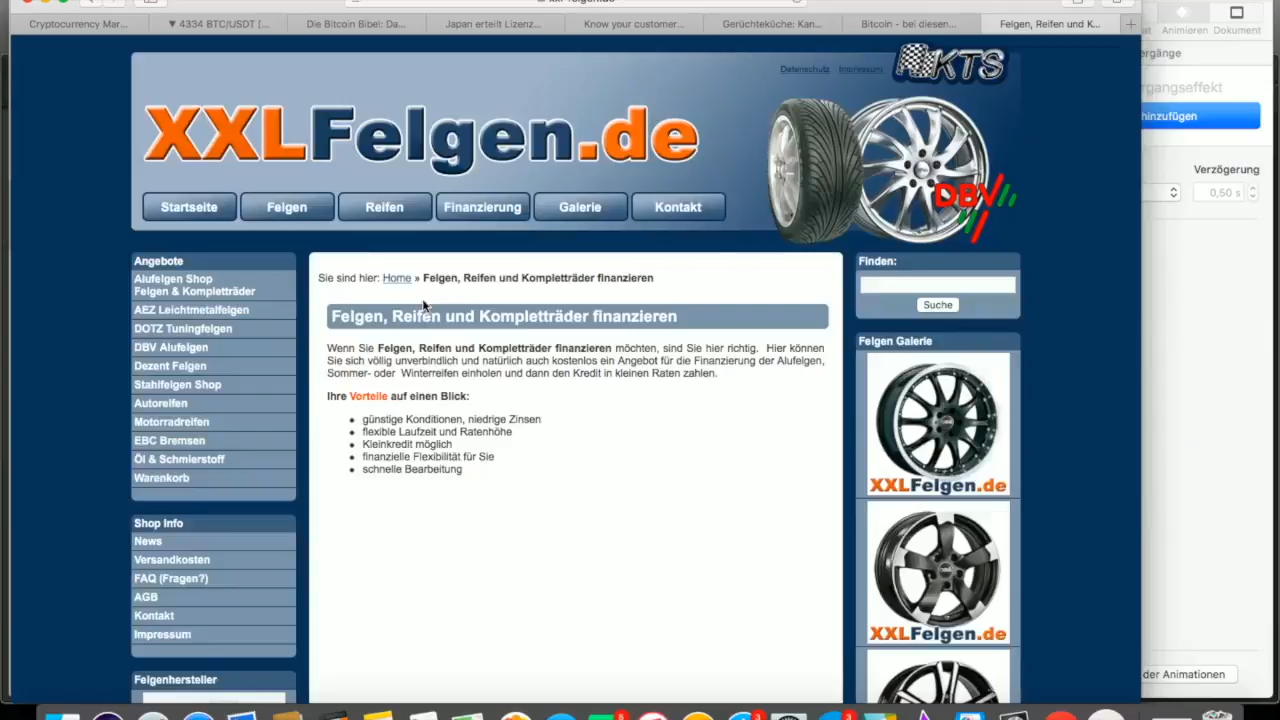 Cryptocurrency Mar...
▼ 4334 BTC/USDT [...
Die Bitcoin Bibel: Da...
Japan erteilt Lizenz...
Know your customer...
Gerüchteküche: Kan...
Bitcoin - bei diesen...
Felgen, Reifen und K...
Animieren Dokument
ergänge
rgangseffekt
hinzufügen
Verzögerung
0,50 s
der Animationen
Datenschutz Impressum
KTS
XXLFelgen.de
DBV
Startseite
Felgen
Reifen
Finanzierung
Galerie
Kontakt
Angebote
Alufelgen Shop
Felgen & Kompletträder
AEZ Leichtmetalfelgen
DOTZ Tuningfelgen
DBV Alufelgen
Dezent Felgen
Stahlfelgen Shop
Autoreifen
Motorradreifen
EBC Bremsen
Öl & Schmierstoff
Warenkorb
Shop Info
News
Versandkosten
FAQ (Fragen?)
AGB
Kontakt
Impressum
Felgenhersteller
Sie sind hier: Home » Felgen, Reifen und Kompletträder finanzieren
Felgen, Reifen und Kompletträder finanzieren
Wenn Sie Felgen, Reifen und Kompletträder finanzieren möchten, sind Sie hier richtig. Hier können
Sie sich völlig unverbindlich und natürlich auch kostenlos ein Angebot für die Finanzierung der Alufelgen,
Sommer- oder Winterreifen einholen und dann den Kredit in kleinen Raten zahlen.
Ihre Vorteile auf einen Blick:
• günstige Konditionen, niedrige Zinsen
• flexible Laufzeit und Ratenhöhe
• Kleinkredit möglich
• finanzielle Flexibilität für Sie
• schnelle Bearbeitung
Finden:
Suche
Felgen Galerie
XXLFelgen.de
XXLFelgen.de